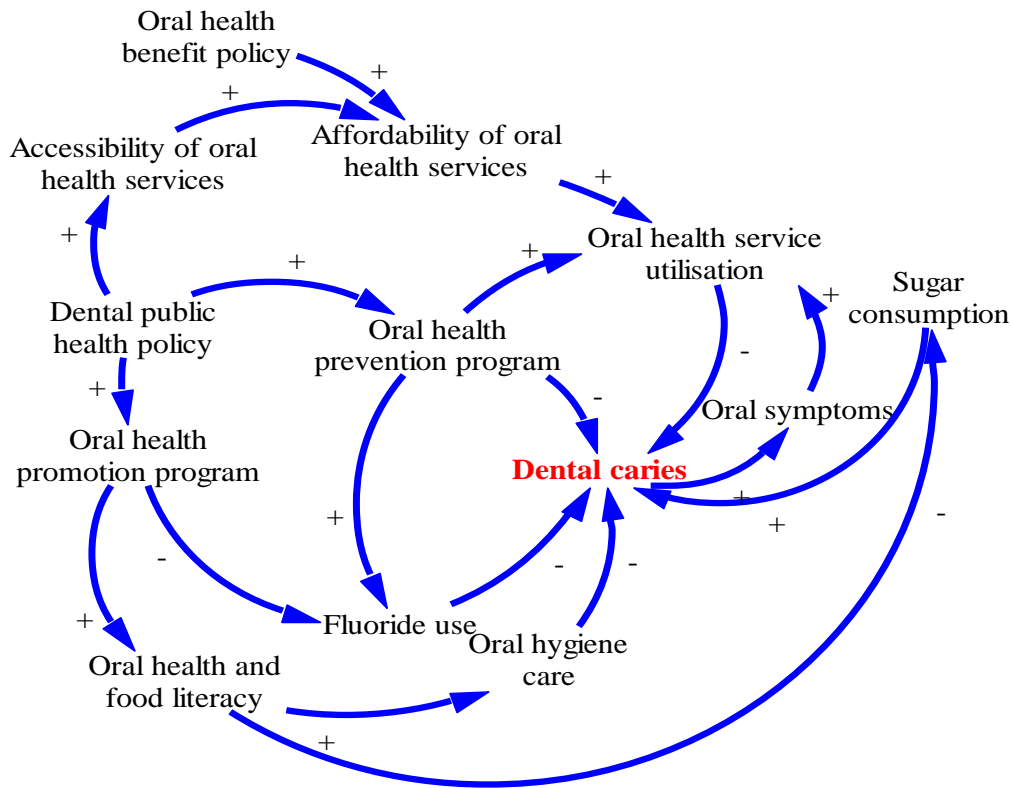 Oral health
benefit policy
+
+
Accessibility of oral
health services
Affordability of oral
health services
+
+
Oral health service
utilisation
+
+
Dental public
health policy
Sugar
consumption
+
Oral health
prevention program
-
+
-
Oral symptoms
Oral health
promotion program
Dental caries
+
+
-
+
-
-
-
+
Fluoride use
Oral hygiene
care
Oral health and
food literacy
+